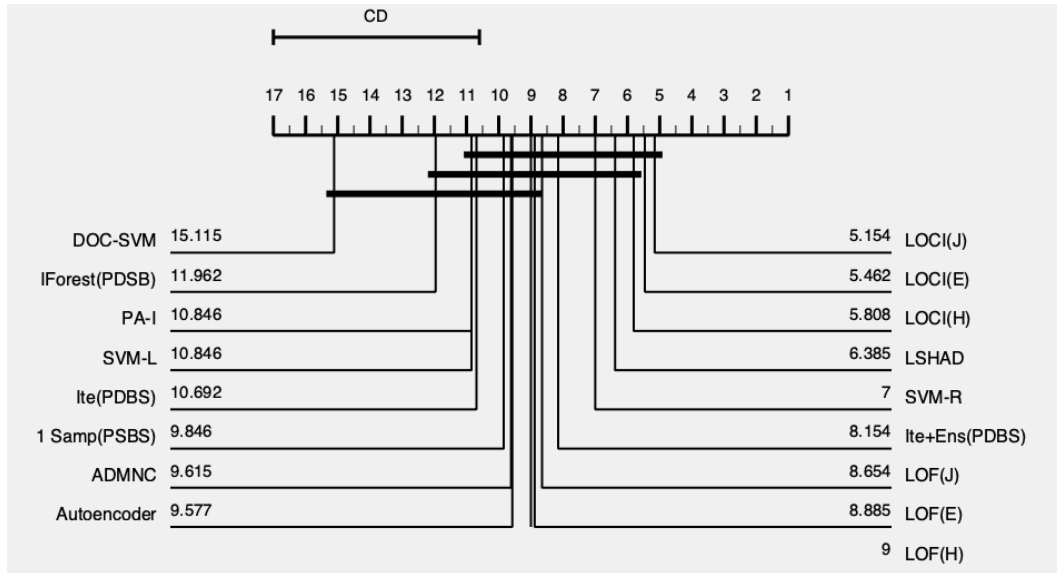 CD
17 16 15 14 13 12 11 10 9 8 7 6 5 4 3 2 1
DOC-SVM 15.115 5.154 LOCI(J)
IForest(PDSB) 11.962 5.462 LOCI(E)
PA-I 10.846 5.808 LOCI(H)
SVM-L 10.846 6.385 LSHAD
Ite(PDBS) 10.692 7 SVM-R
1 Samp(PSBS) 9.846 8.154 Ite+Ens(PDBS)
ADMNC 9.615 8.654 LOF(J)
Autoencoder 9.577 8.885 LOF(E)
9 LOF(H)